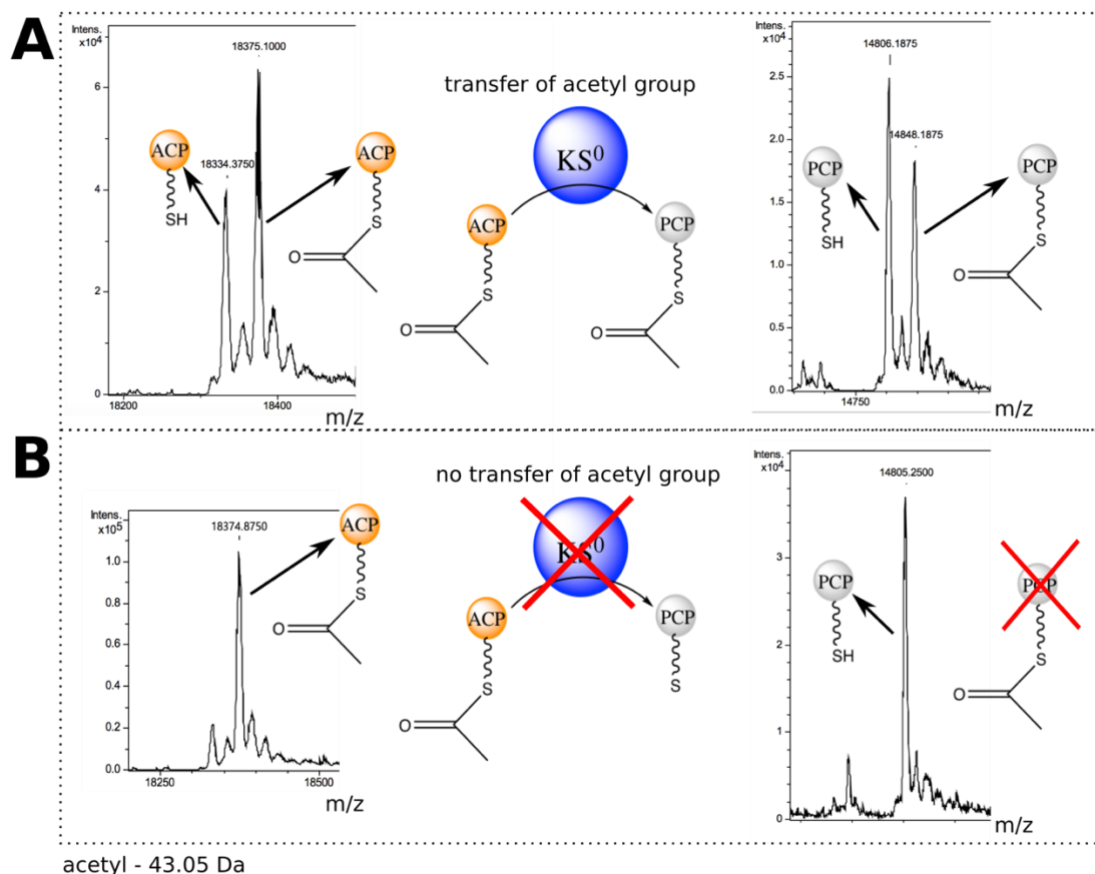 A
Intens.
x10⁴
18375.1000
6
18334.3750
4
2
0
18200
18400
m/z
ACP
SH
ACP
S
O
transfer of acetyl group
KS⁰
ACP
S
O
PCP
S
O
Intens.
x10⁴
14806.1875
2.5
2.0
14848.1875
1.5
1.0
0.5
0.0
14750
m/z
PCP
SH
PCP
S
O
B
Intens.
x10⁵
18374.8750
1.0
0.8
0.6
0.4
0.2
0.0
18250
18500
m/z
ACP
S
O
no transfer of acetyl group
KS⁰
ACP
S
O
PCP
S
Intens.
x10⁴
14805.2500
3
2
1
0
m/z
PCP
SH
PCP
S
O
acetyl - 43.05 Da